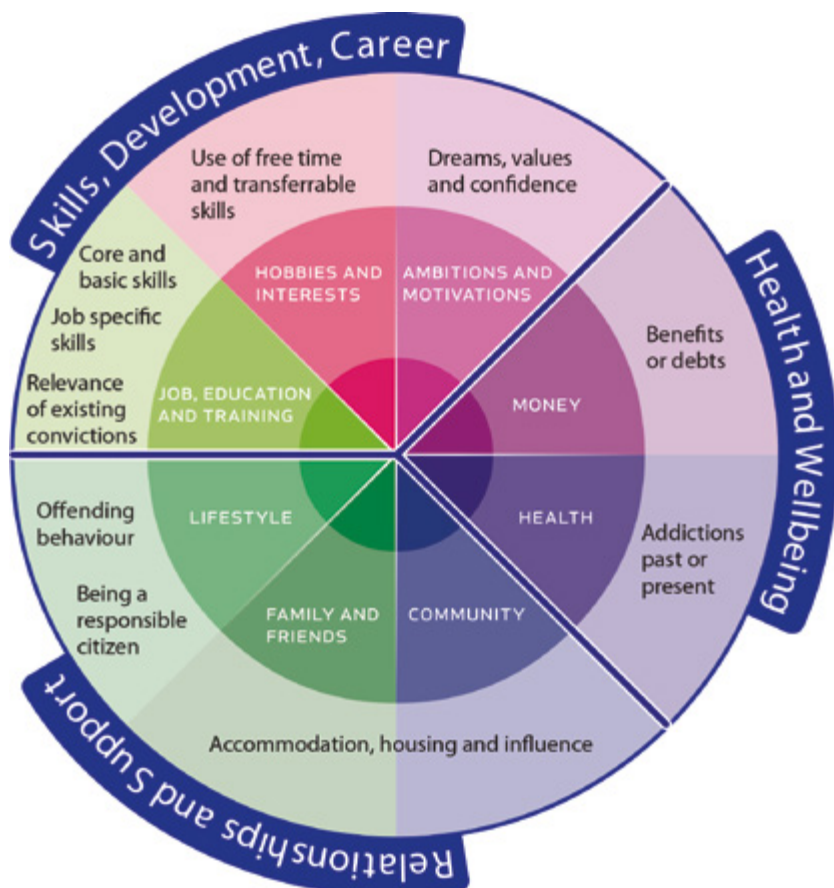 Skills, Development, Career
Use of free time
and transferrable
skills
Dreams, values
and confidence
Core and
basic skills
Job specific
skills
Relevance
of existing
convictions
HOBBIES AND
INTERESTS
AMBITIONS AND
MOTIVATIONS
JOB, EDUCATION
AND TRAINING
MONEY
Benefits
or debts
Health and Wellbeing
Offending
behaviour
Being a
responsible
citizen
LIFESTYLE
FAMILY AND
FRIENDS
COMMUNITY
HEALTH
Addictions
past or
present
Accommodation, housing and influence
Relationships and Support